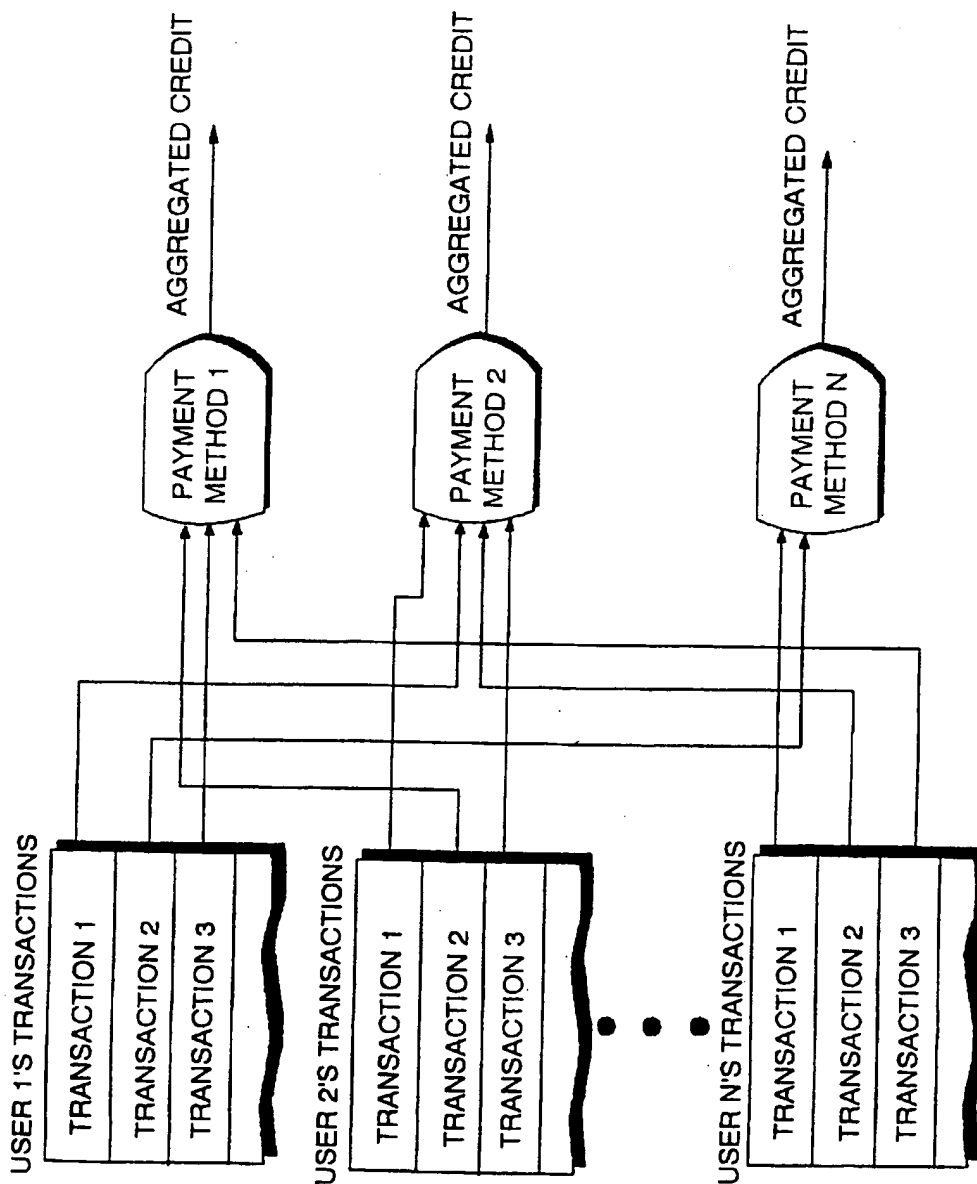 USER 1'S TRANSACTIONS
TRANSACTION 1
TRANSACTION 2
TRANSACTION 3
USER 2'S TRANSACTIONS
TRANSACTION 1
TRANSACTION 2
TRANSACTION 3
USER N'S TRANSACTIONS
TRANSACTION 1
TRANSACTION 2
TRANSACTION 3
PAYMENT
METHOD 1
PAYMENT
METHOD 2
PAYMENT
METHOD N
AGGREGATED CREDIT
AGGREGATED CREDIT
AGGREGATED CREDIT